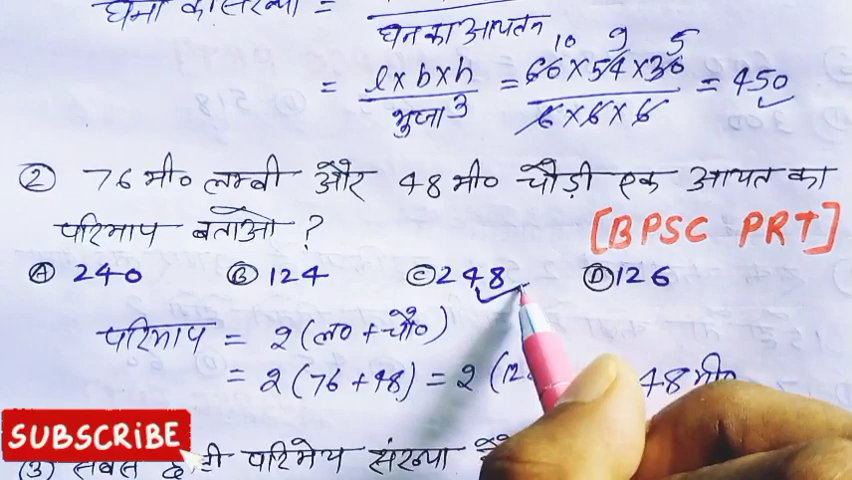 घनों की संख्या =
घन का आयतन
= l×b×h / भुजा³ = 60×54×30 / 6×6×6 = 450
10 9 5
② 76 मी० लम्बी और 48 मी० चौड़ी एक आयत का
परिमाप बताओ ? [BPSC PRT]
Ⓐ 240 Ⓑ 124 Ⓒ 248 Ⓓ 126
परिमाप = 2(ल० + चौ०)
= 2(76+48) = 2(12 48 मी०
SUBSCRIBE
(3) सबसे परिमेय संख्या